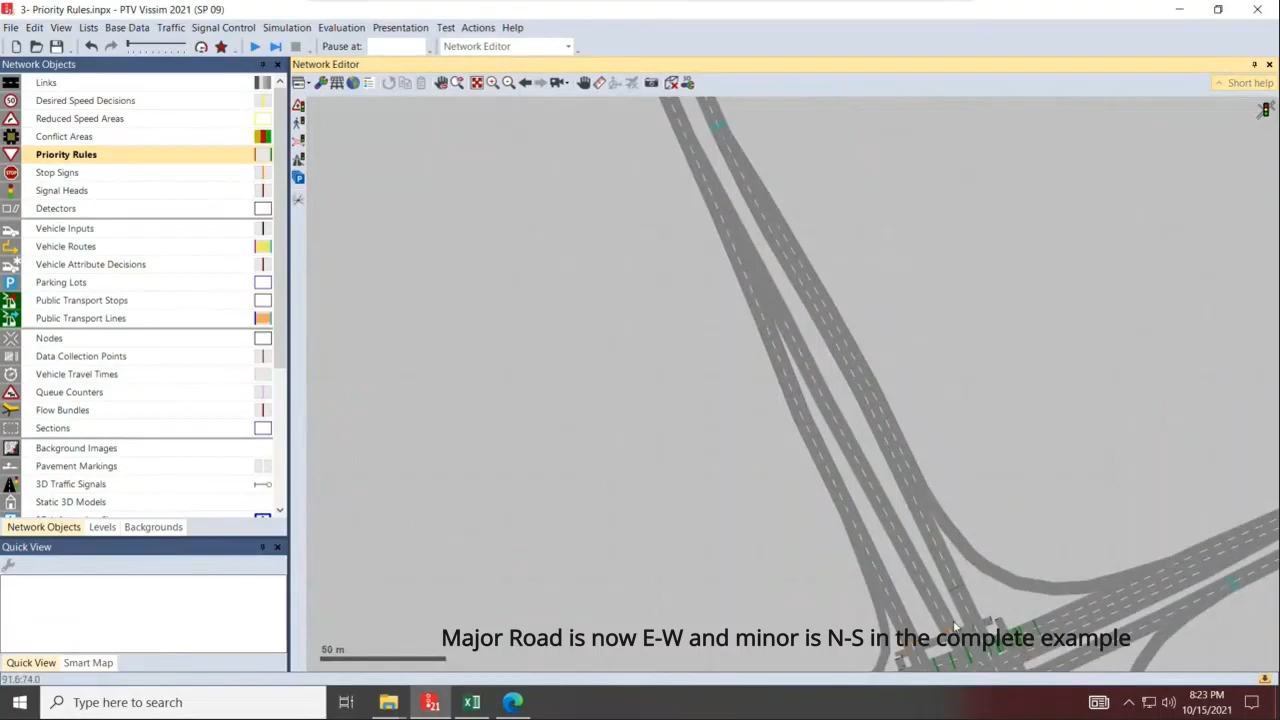 3- Priority Rules.inpx - PTV Vissim 2021 (SP 09)
File Edit View Lists Base Data Traffic Signal Control Simulation Evaluation Presentation Test Actions Help
Pause at: Network Editor
Network Objects
Network Editor
Short help
Links
Desired Speed Decisions
Reduced Speed Areas
Conflict Areas
Priority Rules
Stop Signs
Signal Heads
Detectors
Vehicle Inputs
Vehicle Routes
Vehicle Attribute Decisions
Parking Lots
Public Transport Stops
Public Transport Lines
Nodes
Data Collection Points
Vehicle Travel Times
Queue Counters
Flow Bundles
Sections
Background Images
Pavement Markings
3D Traffic Signals
Static 3D Models
Network Objects Levels Backgrounds
Quick View
Quick View Smart Map
50 m
Major Road is now E-W and minor is N-S in the complete example
91.6:74.0
Type here to search
8:23 PM
10/15/2021